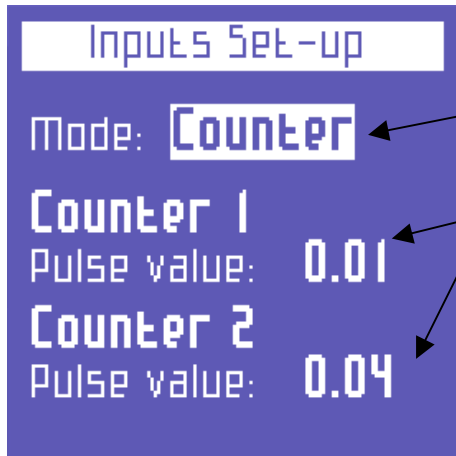 Inputs Set-up
Mode: Counter
Counter 1
Pulse value: 0.01
Counter 2
Pulse value: 0.04